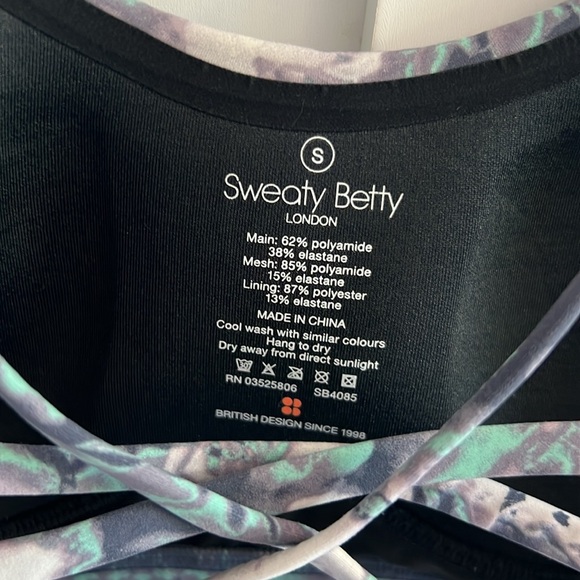 S
Sweaty Betty
LONDON
Main: 62% polyamide
38% elastane
Mesh: 85% polyamide
15% elastane
Lining: 87% polyester
13% elastane
MADE IN CHINA
Cool wash with similar colours
Hang to dry
Dry away from direct sunlight
RN 03525806 SB4085
BRITISH DESIGN SINCE 1998